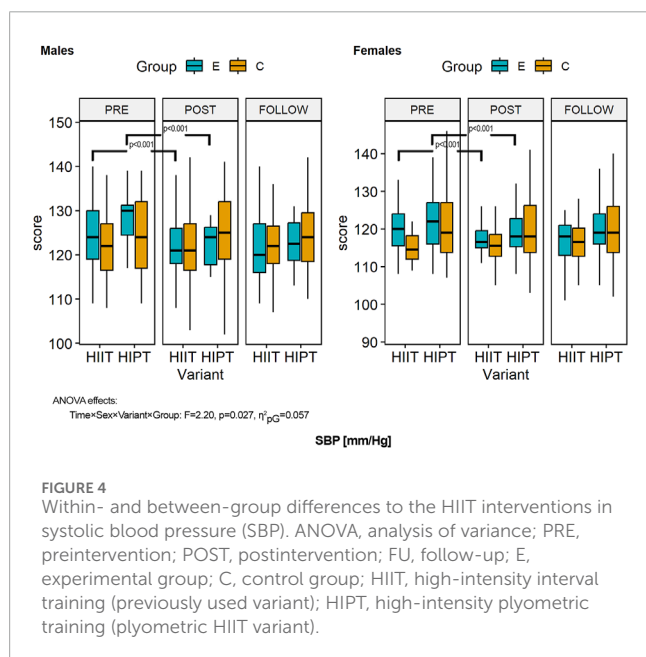 Males
Females
Group E C
Group E C
PRE POST FOLLOW
PRE POST FOLLOW
150
140
130
120
110
100
score
p<0.001
p<0.001
140
130
120
110
100
90
score
p<0.001
p<0.001
HIIT HIPT HIIT HIPT HIIT HIPT
Variant
HIIT HIPT HIIT HIPT HIIT HIPT
Variant
ANOVA effects:
Time×Sex×Variant×Group: F=2.20, p=0.027, η²pG=0.057
SBP [mm/Hg]
FIGURE 4
Within- and between-group differences to the HIIT interventions in
systolic blood pressure (SBP). ANOVA, analysis of variance; PRE,
preintervention; POST, postintervention; FU, follow-up; E,
experimental group; C, control group; HIIT, high-intensity interval
training (previously used variant); HIPT, high-intensity plyometric
training (plyometric HIIT variant).